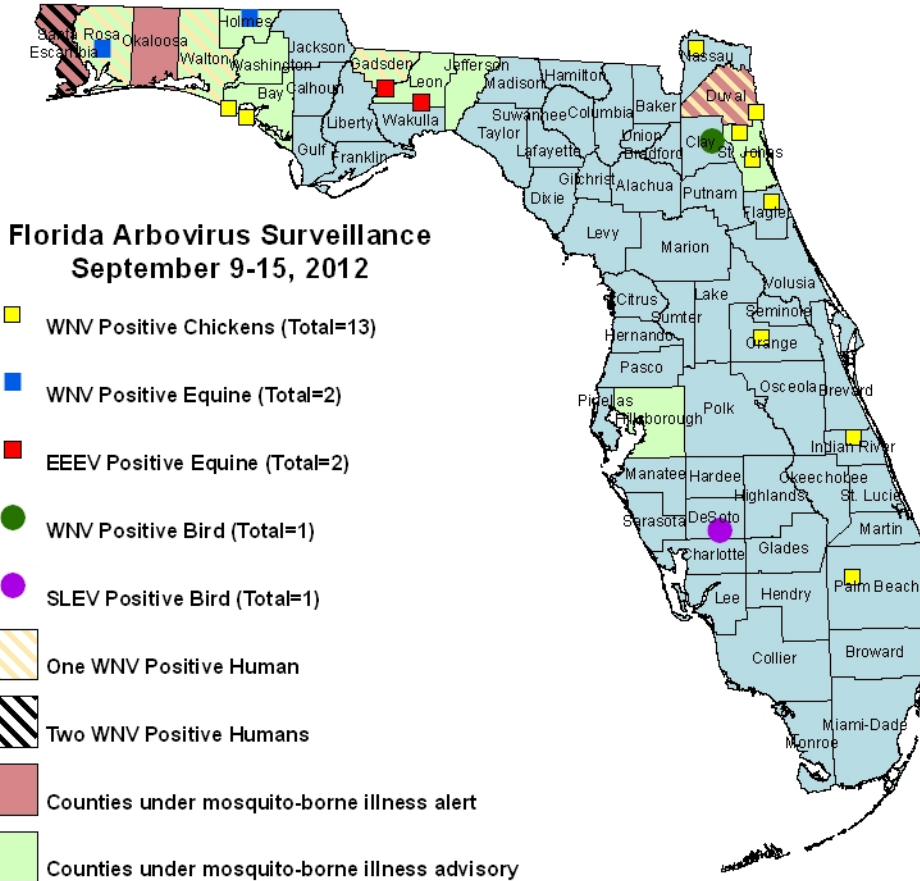 Santa Rosa
Escambia
Okaloosa
Walton
Holmes
Washington
Bay
Jackson
Calhoun
Gulf
Liberty
Franklin
Gadsden
Leon
Wakulla
Jefferson
Madison
Taylor
Hamilton
Suwannee
Lafayette
Columbia
Dixie
Gilchrist
Baker
Union
Bradford
Alachua
Nassau
Duval
Clay
St. Johns
Putnam
Flagler
Levy
Marion
Volusia
Citrus
Sumter
Lake
Seminole
Hernando
Orange
Pasco
Pinellas
Hillsborough
Polk
Osceola
Brevard
Indian River
Manatee
Hardee
Highlands
Okeechobee
St. Lucie
Sarasota
DeSoto
Martin
Charlotte
Glades
Lee
Hendry
Palm Beach
Collier
Broward
Miami-Dade
Monroe
Florida Arbovirus Surveillance
September 9-15, 2012
WNV Positive Chickens (Total=13)
WNV Positive Equine (Total=2)
EEEV Positive Equine (Total=2)
WNV Positive Bird (Total=1)
SLEV Positive Bird (Total=1)
One WNV Positive Human
Two WNV Positive Humans
Counties under mosquito-borne illness alert
Counties under mosquito-borne illness advisory